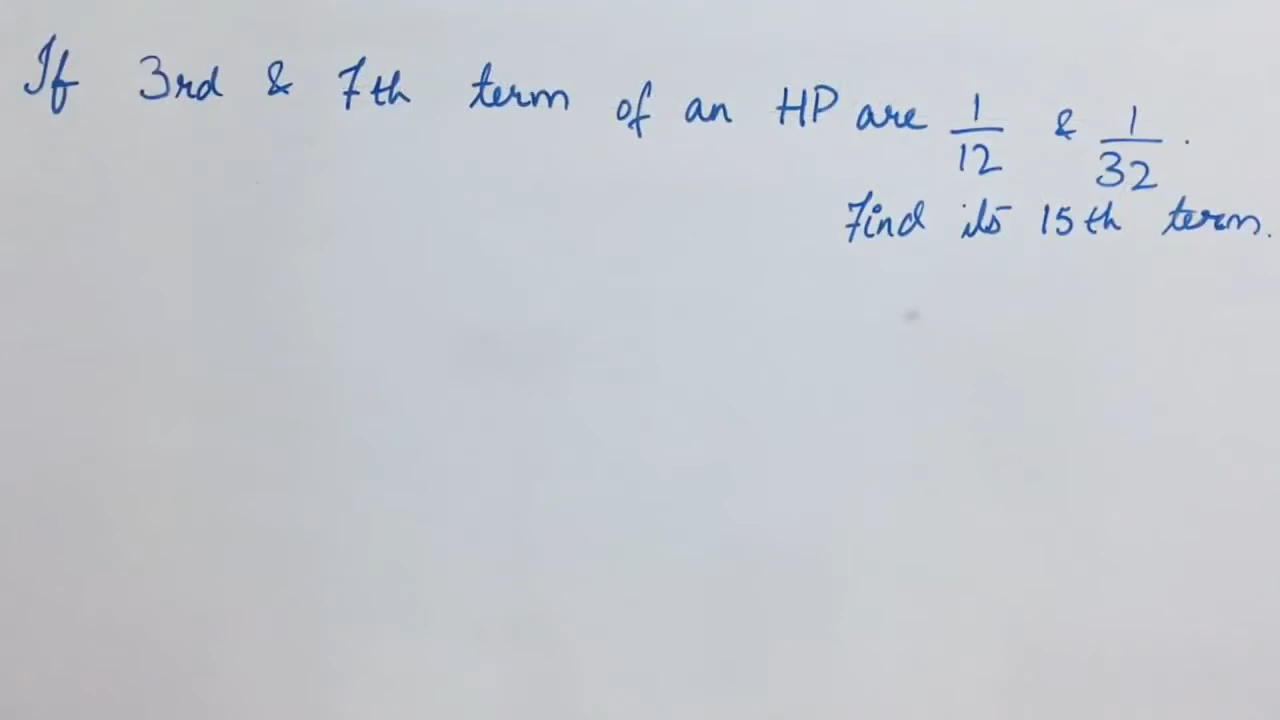 If 3rd & 7th term of an HP are 1/12 & 1/32.
Find its 15th term.